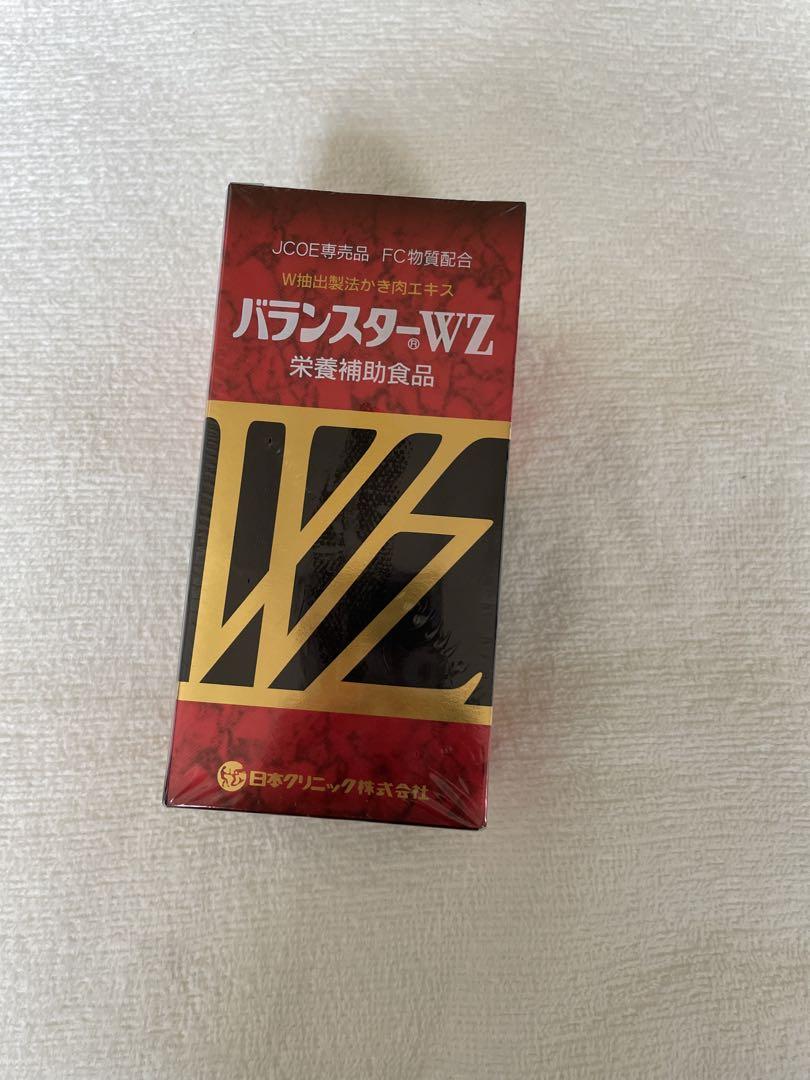 JCOE専売品 FC物質配合
W抽出製法かき肉エキス
バランスター®WZ
栄養補助食品
WZ
日本クリニック株式会社